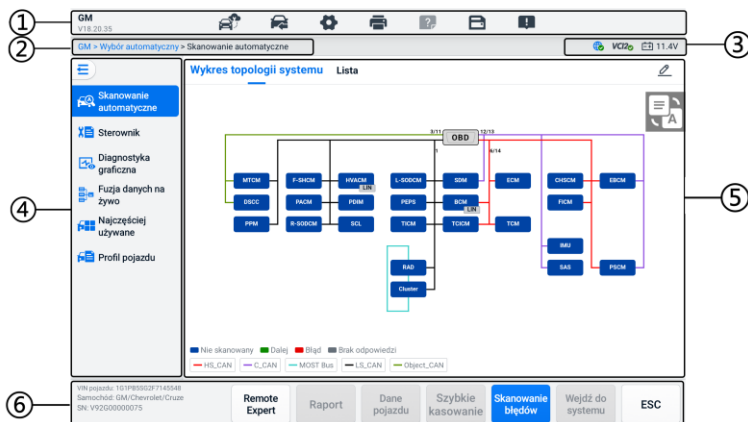 ① GM
V18.20.35
② GM > Wybór automatyczny > Skanowanie automatyczne
VCI2 11.4V ③
Wykres topologii systemu Lista
Skanowanie automatyczne
Sterownik
Diagnostyka graficzna
Fuzja danych na żywo
Najczęściej używane
Profil pojazdu
④
⑤
3/11 OBD 12/13
1 6/14
MTCM F-SHCM HVACM L-SODCM SDM ECM CHSCM EBCM
LIN
DSCC PACM PDIM PEPS BCM FICM
LIN
PPM R-SODCM SCL TICM TCICM TCM
IMU
RAD SAS PSCM
Cluster
Nie skanowany Dalej Błąd Brak odpowiedzi
HS_CAN C_CAN MOST Bus LS_CAN Object_CAN
⑥
VIN pojazdu: 1G1PB5SG2F7145548
Samochód: GM/Chevrolet/Cruze
SN: V92G00000075
Remote Expert
Raport
Dane pojazdu
Szybkie kasowanie
Skanowanie błędów
Wejdź do systemu
ESC